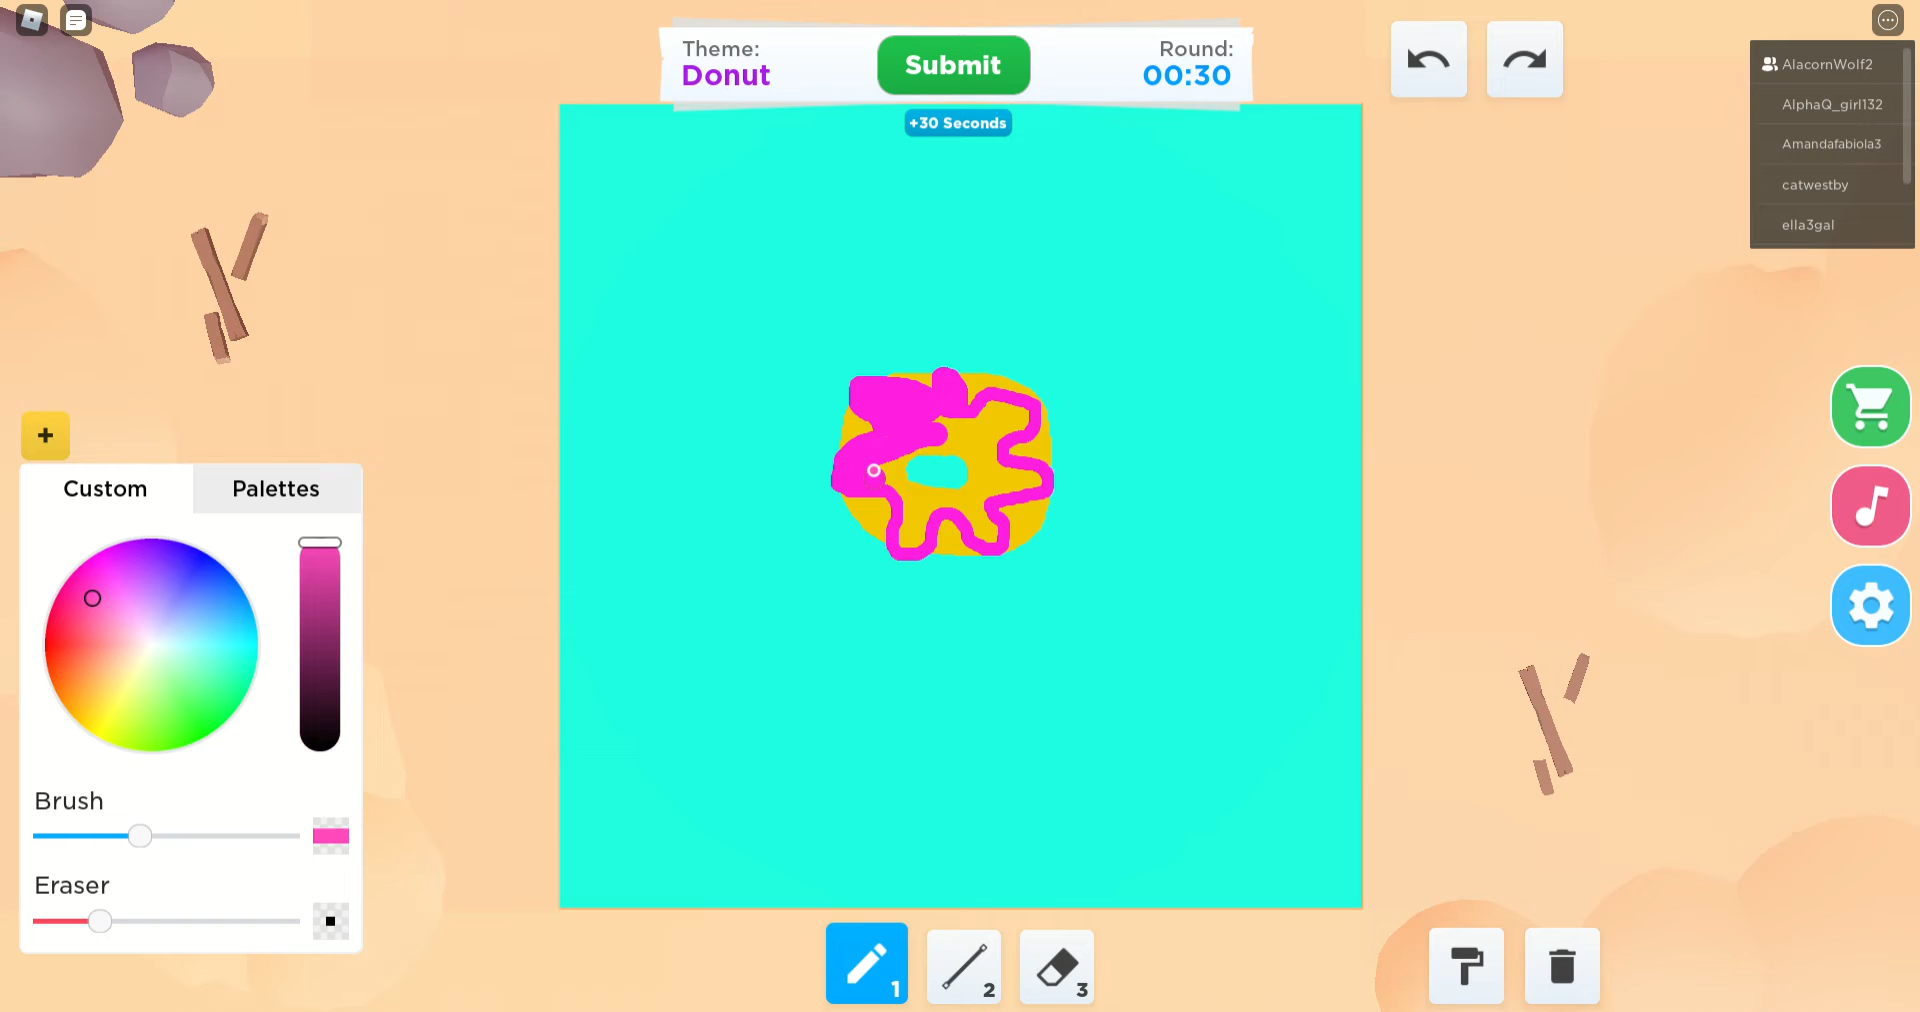 Theme:
Donut
Submit
Round:
00:30
+30 Seconds
AlacornWolf2
AlphaQ_girl132
Amandafabiola3
catwestby
ella3gal
+
Custom
Palettes
Brush
Eraser
1
2
3